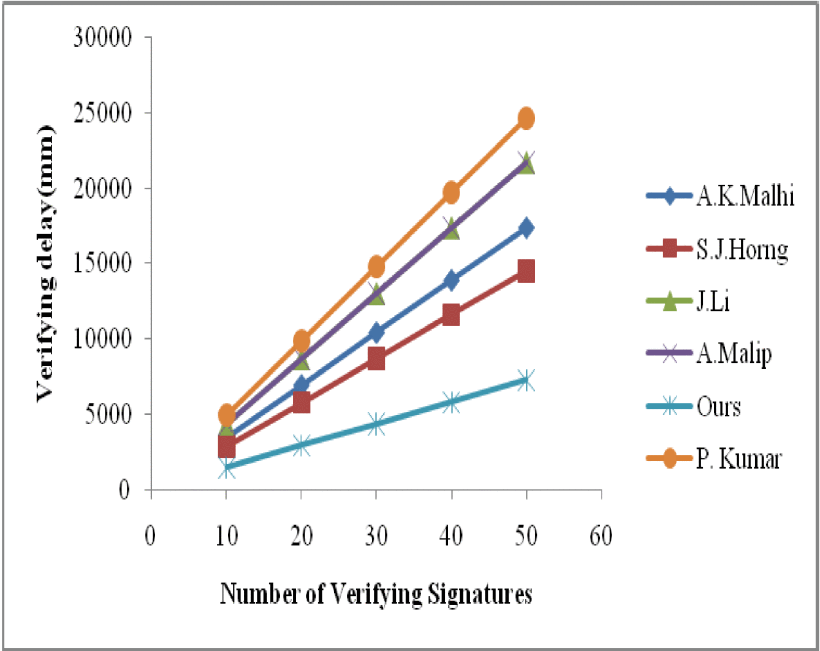 30000
25000
20000
15000
10000
5000
0
Verifying delay(mm)
0 10 20 30 40 50 60
Number of Verifying Signatures
A.K.Malhi
S.J.Horng
J.Li
A.Malip
Ours
P. Kumar